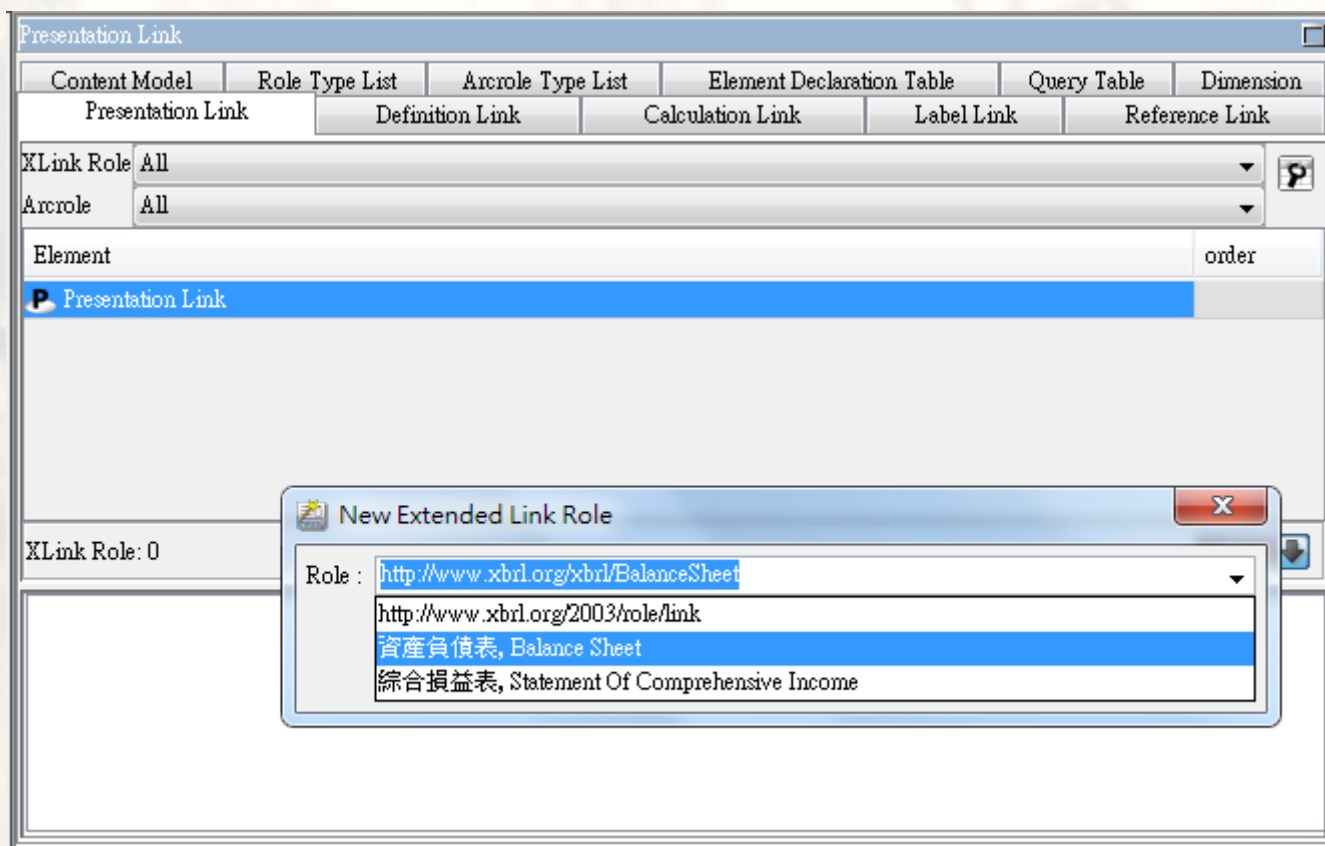 Presentation Link
Content Model Role Type List Arcrole Type List Element Declaration Table Query Table Dimension
Presentation Link Definition Link Calculation Link Label Link Reference Link
XLink Role All
Arcrole All
Element order
P Presentation Link
New Extended Link Role
XLink Role: 0
Role : http://www.xbrl.org/xbrl/BalanceSheet
http://www.xbrl.org/2003/role/link
資產負債表, Balance Sheet
綜合損益表, Statement Of Comprehensive Income